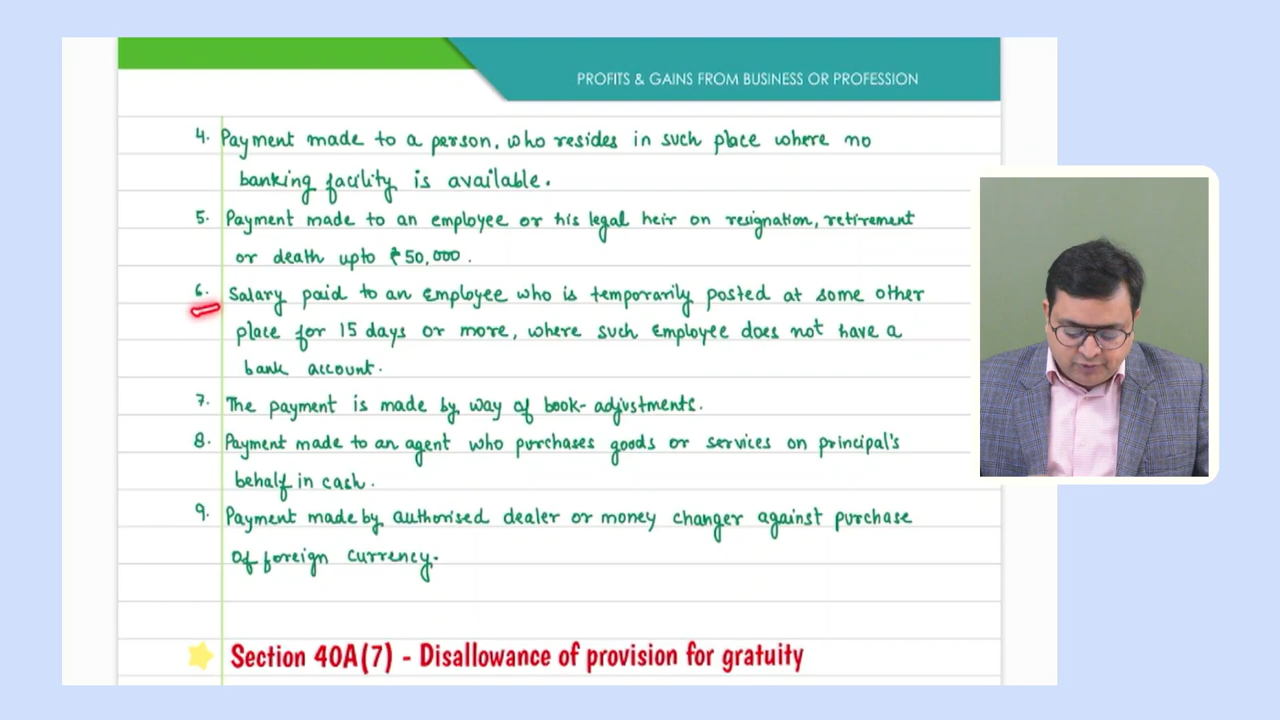 PROFITS & GAINS FROM BUSINESS OR PROFESSION
4. Payment made to a person, who resides in such place where no
banking facility is available.
5. Payment made to an employee or his legal heir on resignation, retirement
or death upto ₹50,000.
6. Salary paid to an employee who is temporarily posted at some other
place for 15 days or more, where such employee does not have a
bank account.
7. The payment is made by way of book-adjustments.
8. Payment made to an agent who purchases goods or services on principal's
behalf in cash.
9. Payment made by authorised dealer or money changer against purchase
of foreign currency.
Section 40A(7) - Disallowance of provision for gratuity